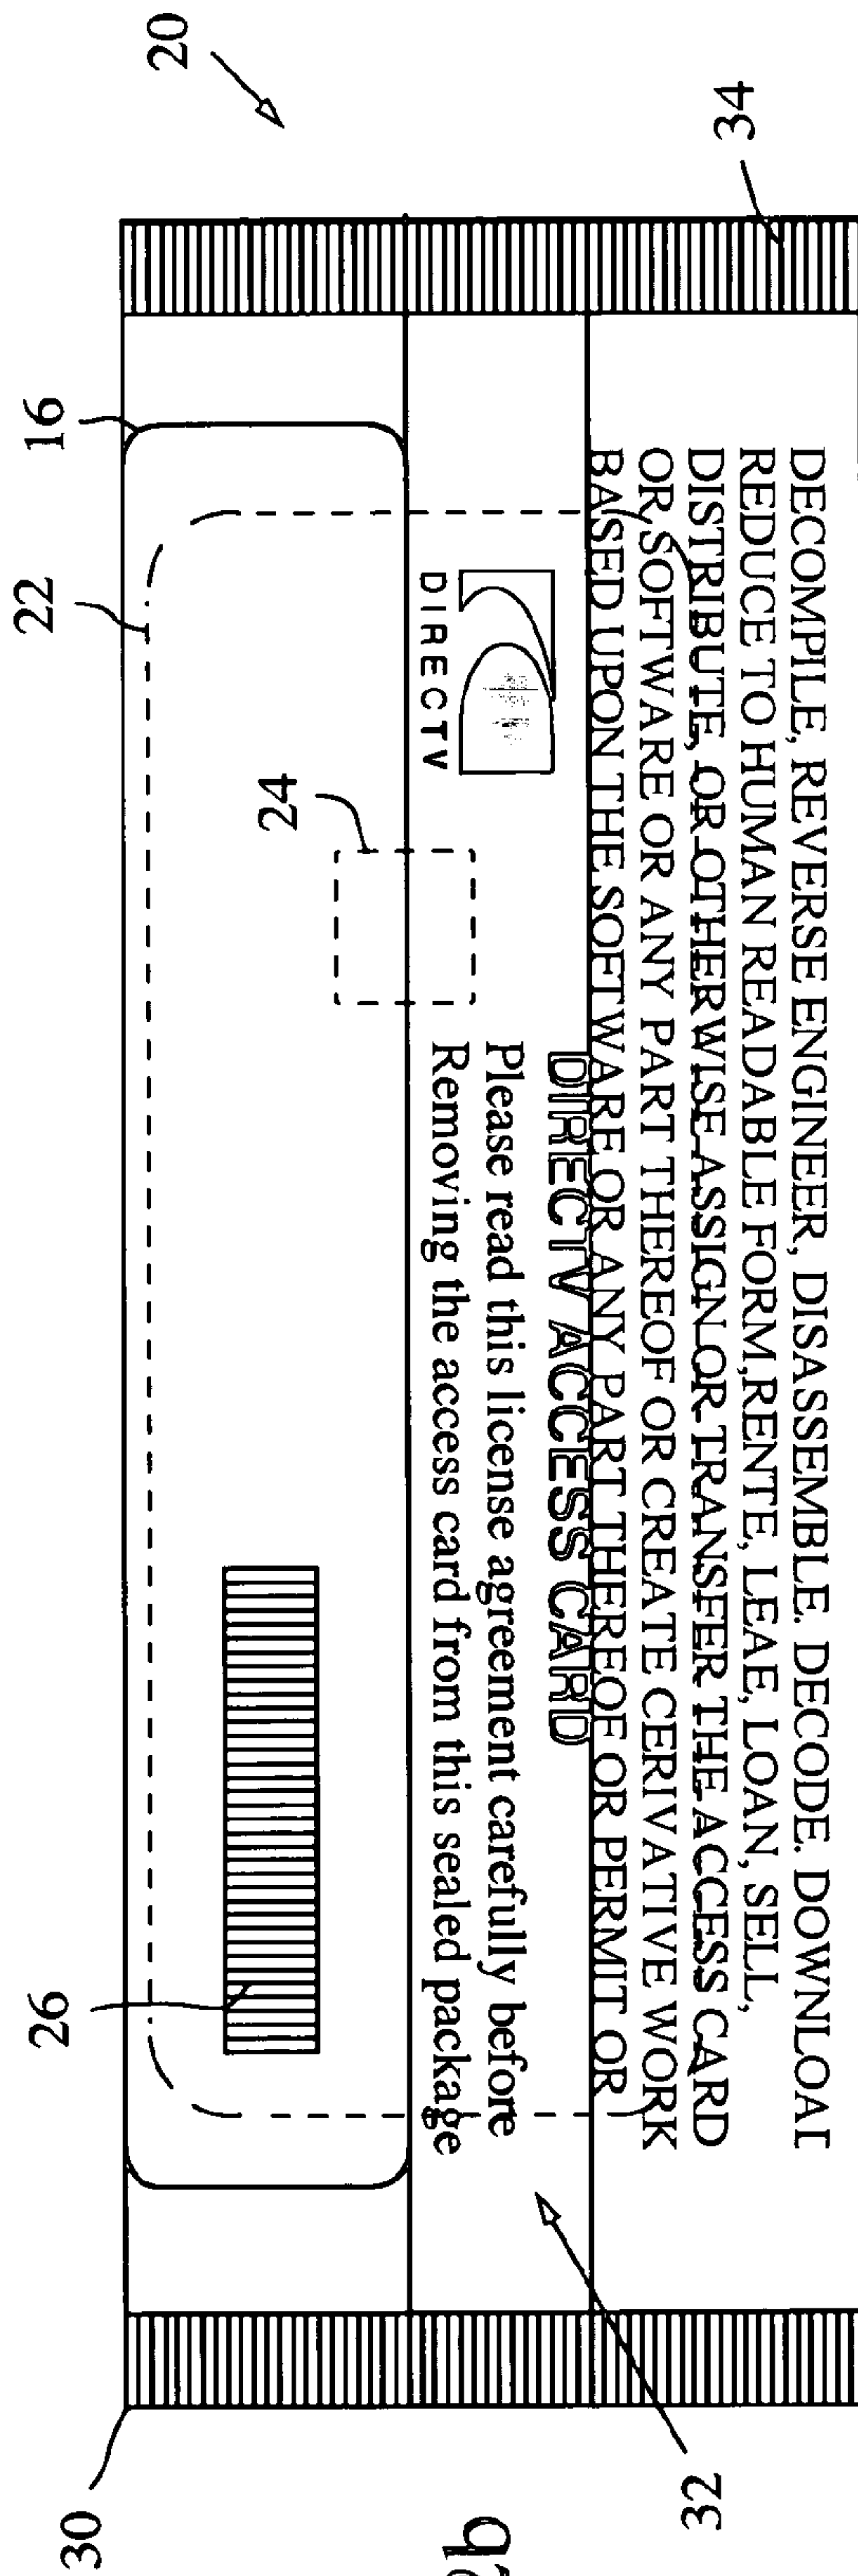 20
34
16
22
24
26
30
32
2b
DECOMPILE, REVERSE ENGINEER, DISASSEMBLE. DECODE. DOWNLOAD
REDUCE TO HUMAN READABLE FORM,RENTE, LEAE, LOAN, SELL,
DISTRIBUTE, OR OTHERWISE ASSIGN OR TRANSFER THE ACCESS CARD
OR SOFTWARE OR ANY PART THEREOF OR CREATE CERIVATIVE WORK
BASED UPON THE SOFTWARE OR ANY PART THEREOF OR PERMIT OR
DIRECTV ACCESS CARD
Please read this license agreement carefully before
Removing the access card from this sealed package
DIRECTV